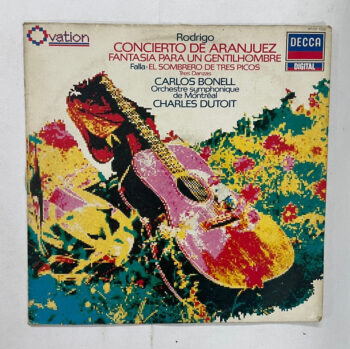 Ovation
Rodrigo
CONCIERTO DE ARANJUEZ
FANTASIA PARA UN GENTILHOMBRE
Falla·EL SOMBRERO DE TRES PICOS
Tres Danzas
CARLOS BONELL
Orchestre symphonique
de Montréal
CHARLES DUTOIT
DECCA
DIGITAL